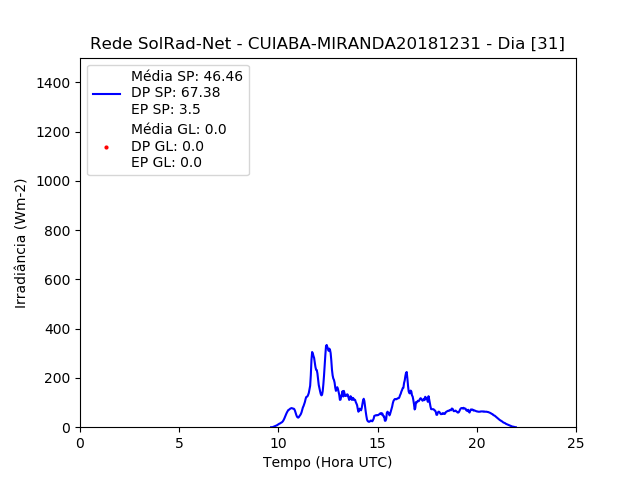 Rede SolRad-Net - CUIABA-MIRANDA20181231 - Dia [31]
Média SP: 46.46
DP SP: 67.38
EP SP: 3.5
Média GL: 0.0
DP GL: 0.0
EP GL: 0.0
1400
1200
1000
800
600
400
200
0
Irradiância (Wm-2)
0 5 10 15 20 25
Tempo (Hora UTC)